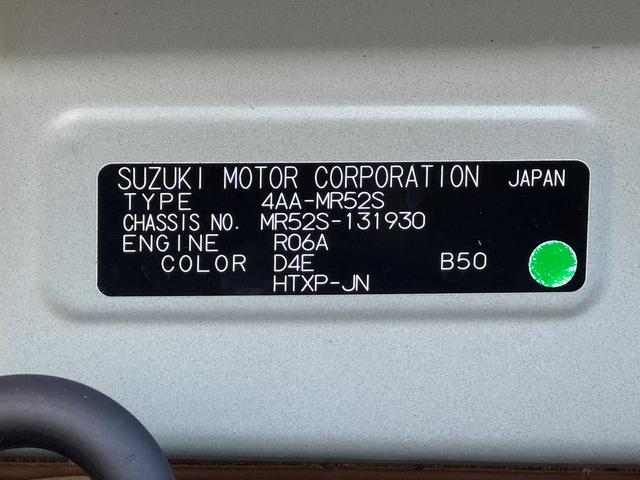 SUZUKI MOTOR CORPORATION JAPAN
TYPE 4AA-MR52S
CHASSIS NO. MR52S-131930
ENGINE R06A
COLOR D4E B50
HTXP-JN